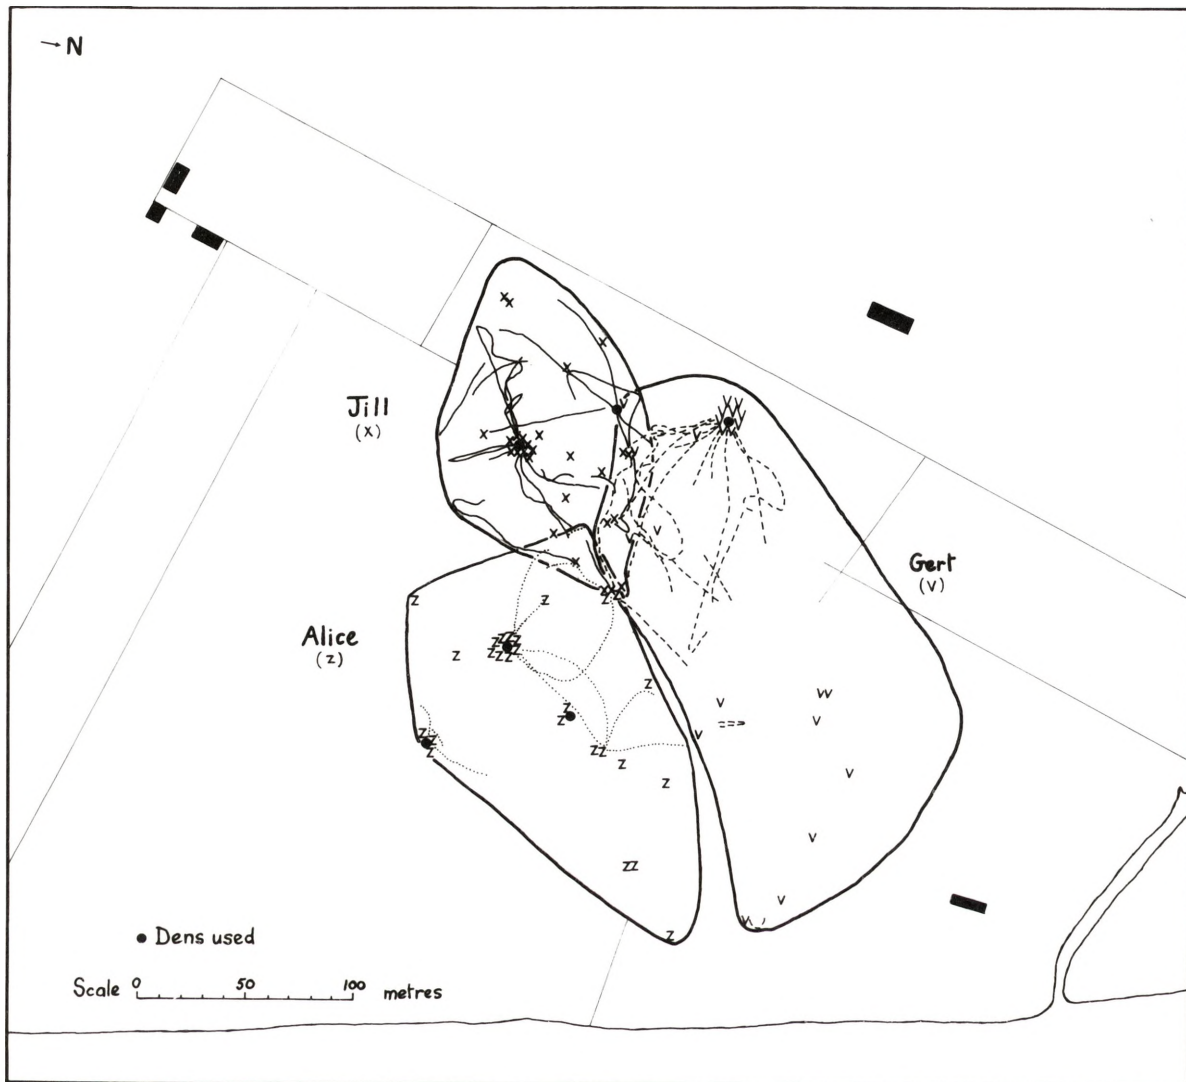 → N
Jill
(x)
Gert
(v)
Alice
(z)
• Dens used
Scale 0 50 100 metres